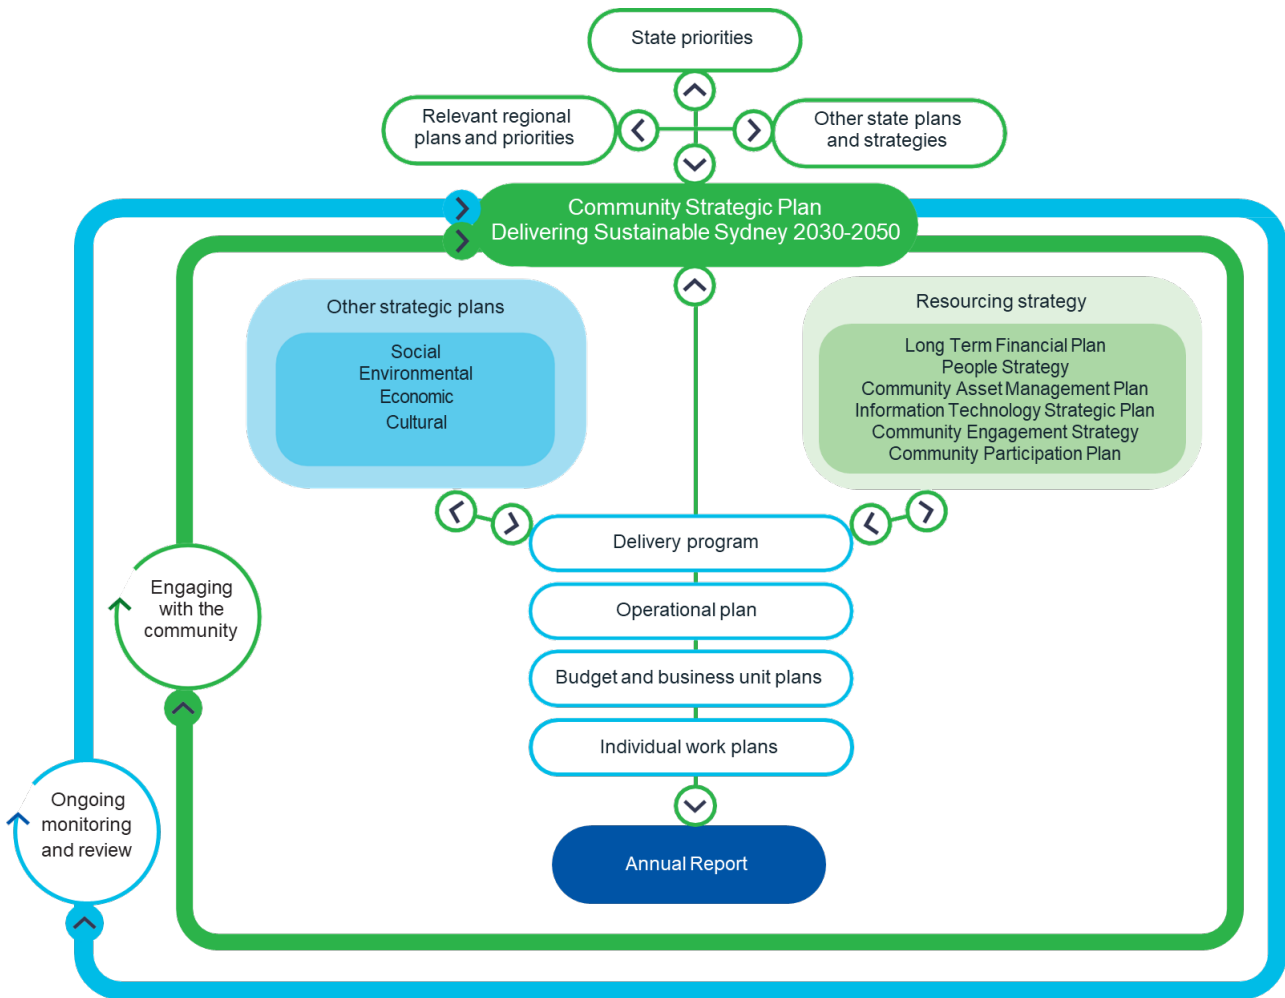 State priorities
Relevant regional
plans and priorities
Other state plans
and strategies
Community Strategic Plan
Delivering Sustainable Sydney 2030-2050
Other strategic plans
Social
Environmental
Economic
Cultural
Resourcing strategy
Long Term Financial Plan
People Strategy
Community Asset Management Plan
Information Technology Strategic Plan
Community Engagement Strategy
Community Participation Plan
Delivery program
Operational plan
Budget and business unit plans
Individual work plans
Annual Report
Engaging
with the
community
Ongoing
monitoring
and review